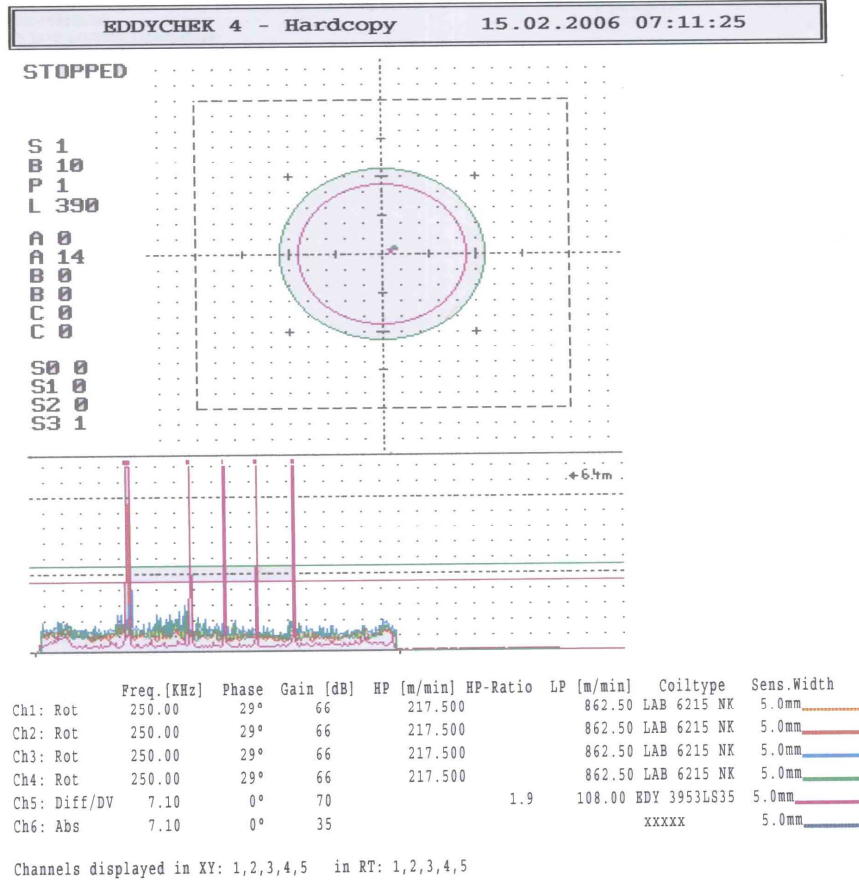 EDDYCHEK 4 - Hardcopy 15.02.2006 07:11:25
STOPPED
S 1
B 10
P 1
L 390
A 0
A 14
B 0
B 0
C 0
C 0
S0 0
S1 0
S2 0
S3 1
6.4m
Freq.[KHz] Phase Gain [dB] HP [m/min] HP-Ratio LP [m/min] Coiltype Sens.Width
Ch1: Rot 250.00 29° 66 217.500 862.50 LAB 6215 NK 5.0mm
Ch2: Rot 250.00 29° 66 217.500 862.50 LAB 6215 NK 5.0mm
Ch3: Rot 250.00 29° 66 217.500 862.50 LAB 6215 NK 5.0mm
Ch4: Rot 250.00 29° 66 217.500 862.50 LAB 6215 NK 5.0mm
Ch5: Diff/DV 7.10 0° 70 1.9 108.00 EDY 3953LS35 5.0mm
Ch6: Abs 7.10 0° 35 xxxxx 5.0mm
Channels displayed in XY: 1,2,3,4,5 in RT: 1,2,3,4,5